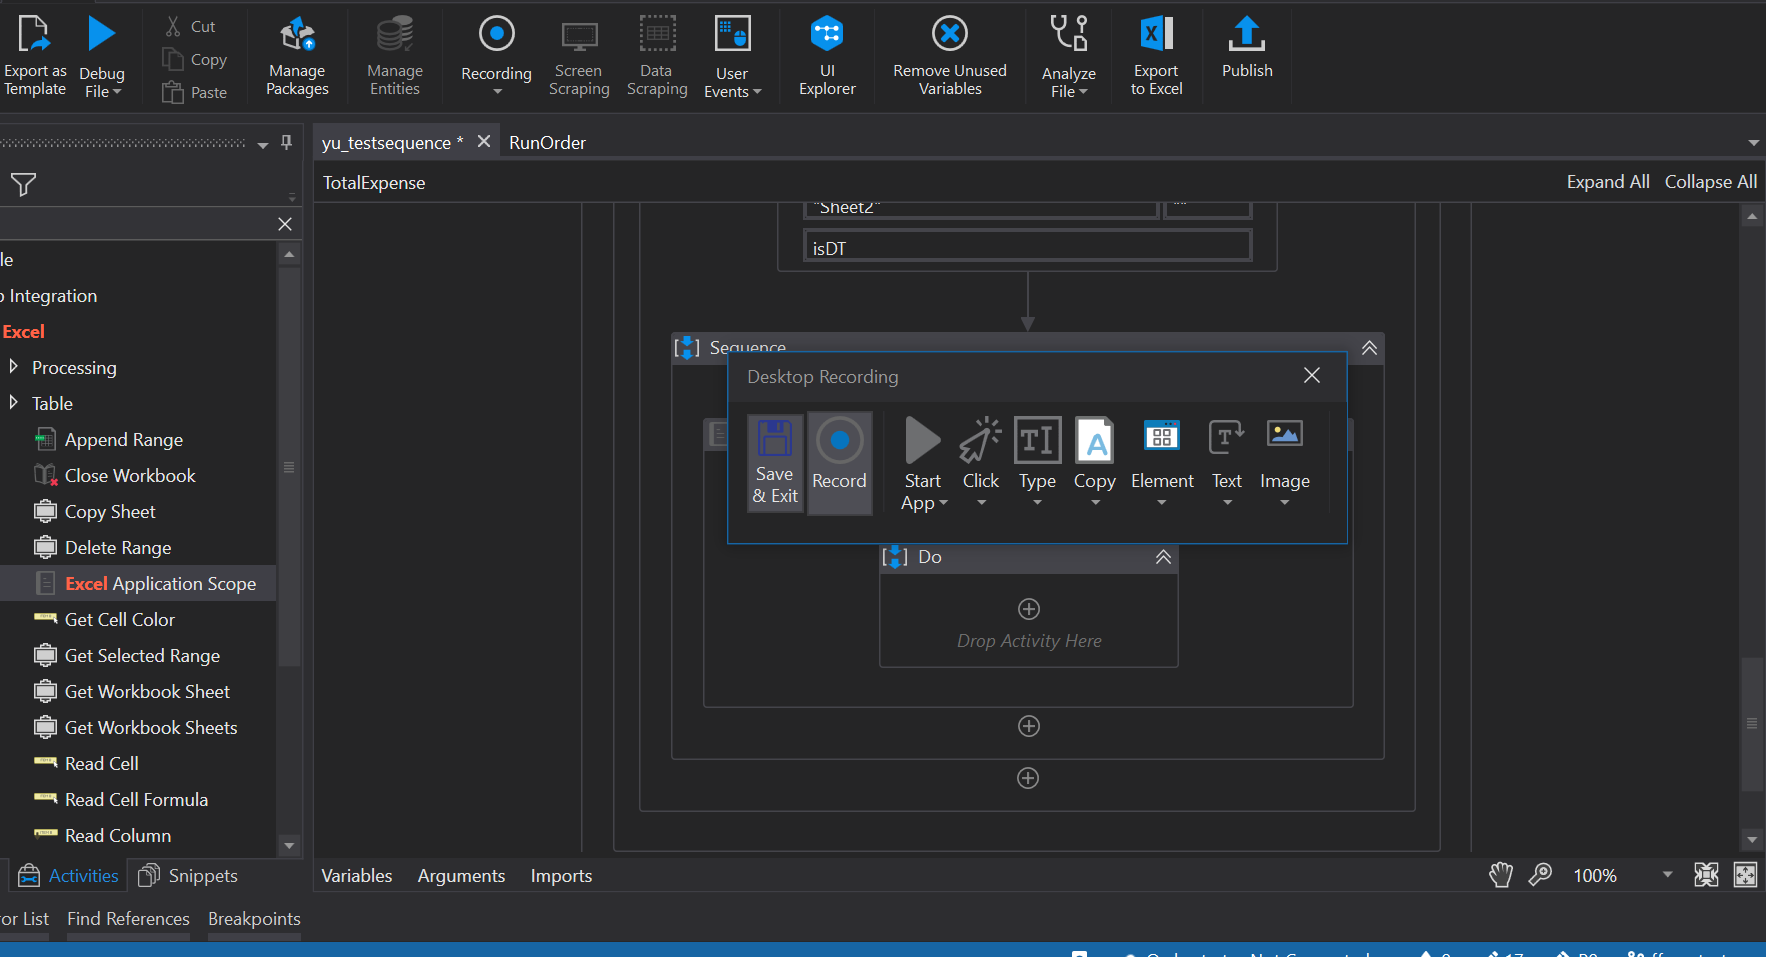 Export as Template
Debug File
Cut
Copy
Paste
Manage Packages
Manage Entities
Recording
Screen Scraping
Data Scraping
User Events
UI Explorer
Remove Unused Variables
Analyze File
Export to Excel
Publish
yu_testsequence *
RunOrder
TotalExpense
Expand All
Collapse All
le
Integration
Excel
Processing
Table
Append Range
Close Workbook
Copy Sheet
Delete Range
Excel Application Scope
Get Cell Color
Get Selected Range
Get Workbook Sheet
Get Workbook Sheets
Read Cell
Read Cell Formula
Read Column
"Sheet2"
""
isDT
Sequence
Desktop Recording
Save & Exit
Record
Start App
Click
Type
Copy
Element
Text
Image
Do
Drop Activity Here
Activities
Snippets
Variables
Arguments
Imports
100%
or List
Find References
Breakpoints